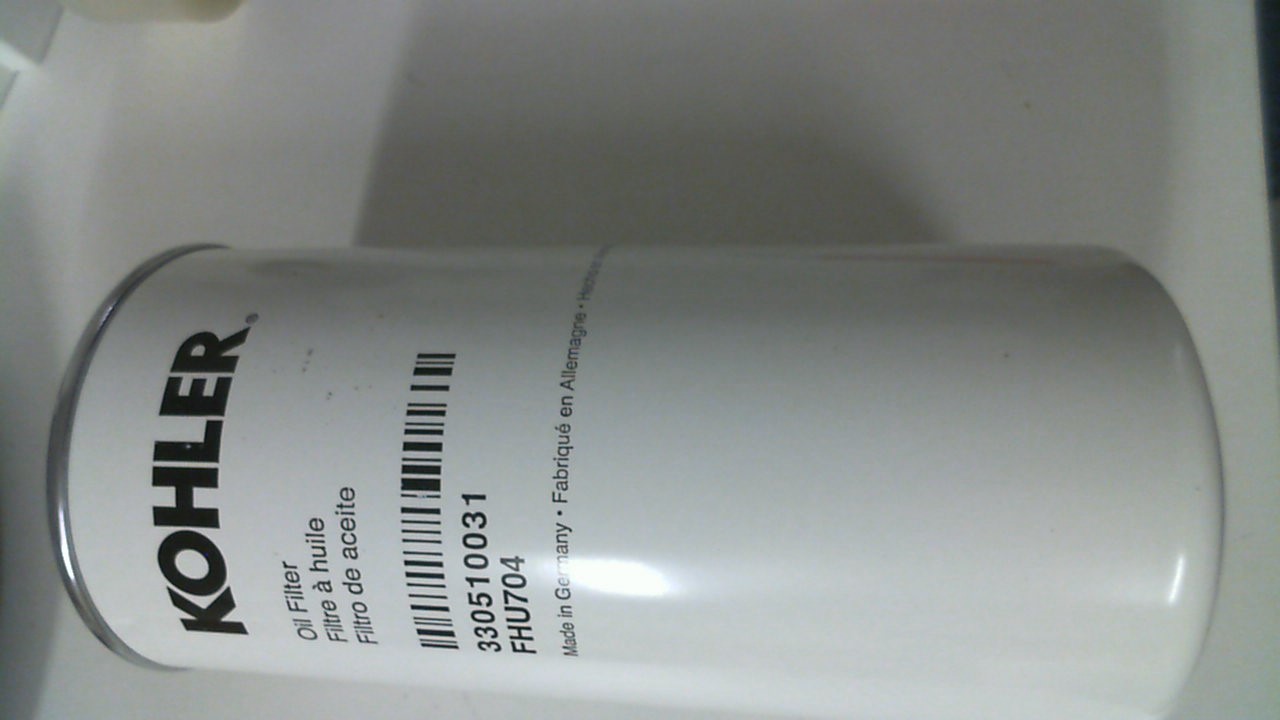 KOHLER®
Oil Filter
Filtre à huile
Filtro de aceite
330510031
FHU704
Made in Germany • Fabriqué en Allemagne •